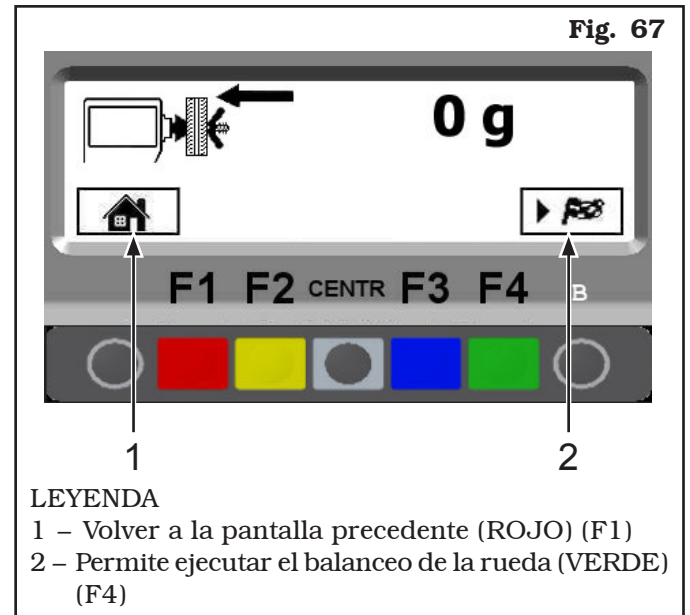 Fig. 67
0 g
F1 F2 CENTR F3 F4 B
1 2
LEYENDA
1 – Volver a la pantalla precedente (ROJO) (F1)
2 – Permite ejecutar el balanceo de la rueda (VERDE)
(F4)